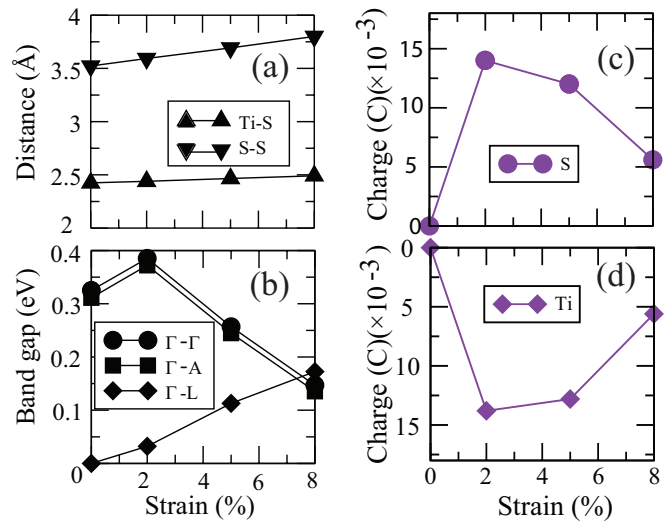 Distance (Å)
4
3.5
3
2.5
2
(a)
Ti-S
S-S
Band gap (eV)
0.4
0.3
0.2
0.1
0
(b)
Γ-Γ
Γ-A
Γ-L
0 2 4 6 8
Strain (%)
Charge (C)(×10 -3)
15
10
5
0
(c)
S
Charge (C)(×10 -3)
0
5
10
15
(d)
Ti
0 2 4 6 8
Strain (%)